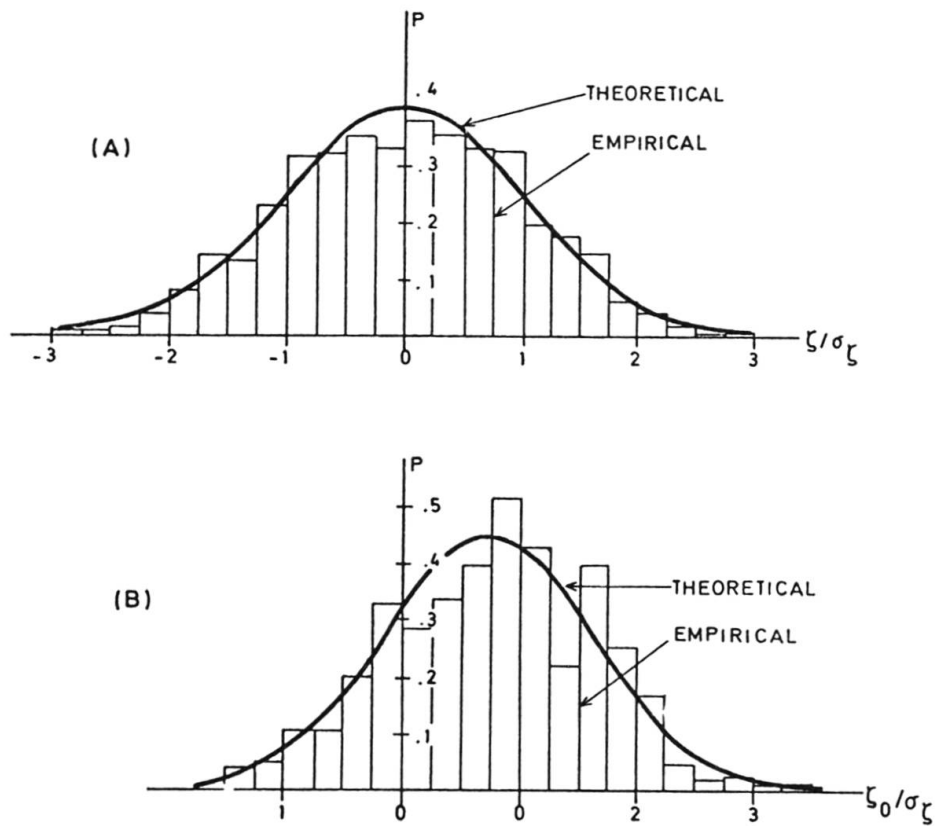 P
.4
THEORETICAL
(A)
EMPIRICAL
.3
.2
.1
-3 -2 -1 0 1 2 3 ζ/σζ
P
.5
.4
THEORETICAL
(B)
.3
EMPIRICAL
.2
.1
1 0 0 2 3 ζ0/σζ